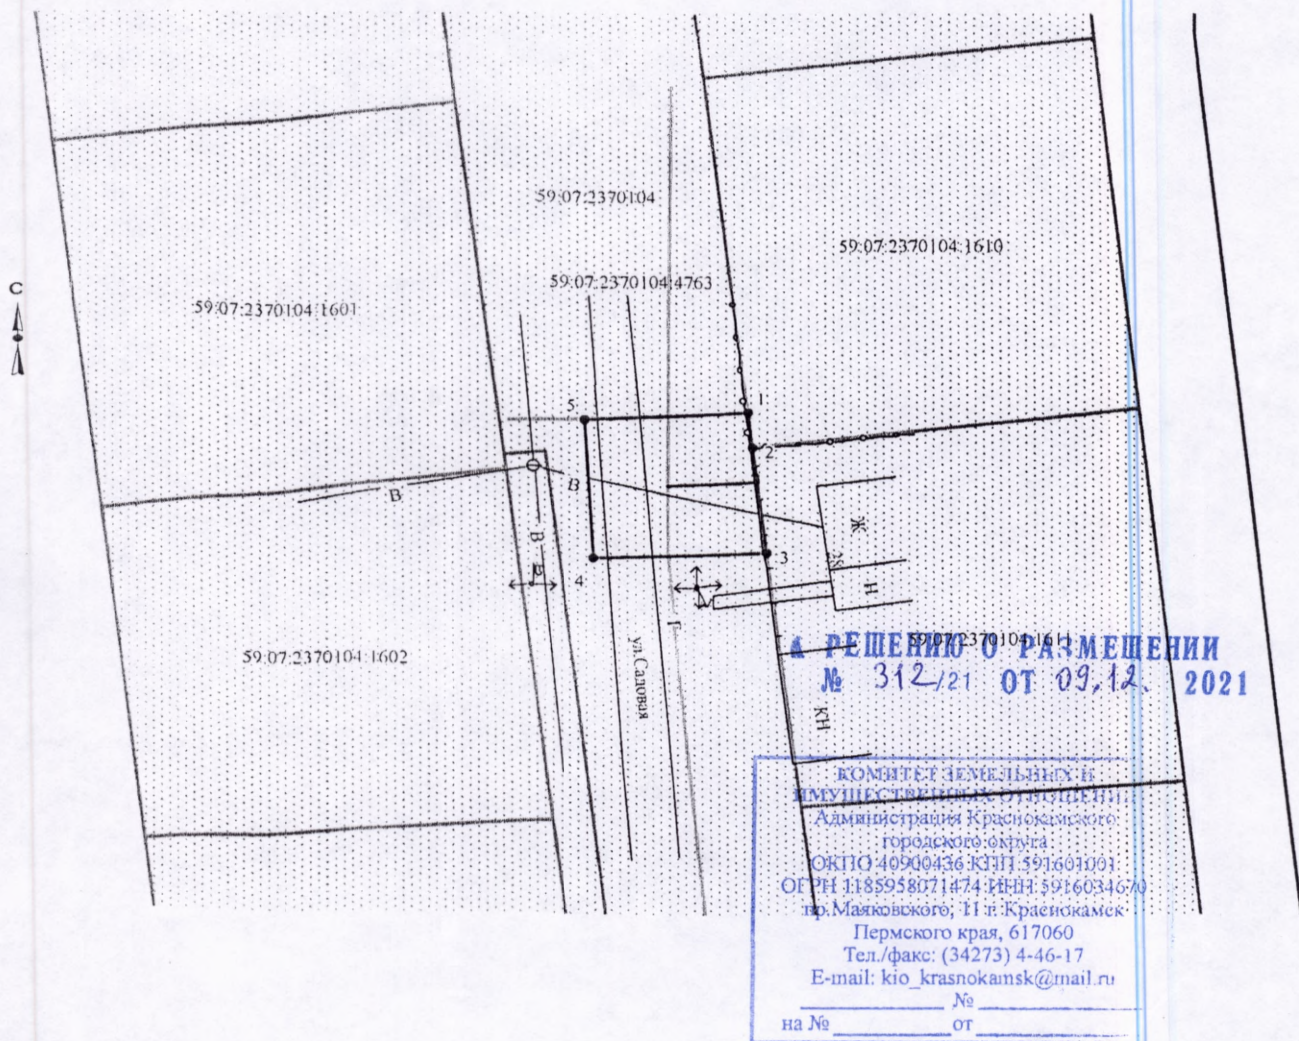 59:07:2370104
59:07:2370104:1610
59:07:2370104:4763
59:07:2370104:1601
С
1
5
2
В
В
Ж
В
28
3
4
Н
Г
59:07:2370104:1611
59:07:2370104:1602
ул.Садовая
КН
К РЕШЕНИЮ О РАЗМЕЩЕНИИ
№ 312/21 ОТ 09.12. 2021
КОМИТЕТ ЗЕМЕЛЬНЫХ И
ИМУЩЕСТВЕННЫХ ОТНОШЕНИЙ
Администрация Краснокамского
городского округа
ОКПО 40900436 КПП 591601001
ОГРН 1185958071474 ИНН 5916034670
пр.Маяковского, 11 г. Краснокамск
Пермского края, 617060
Тел./факс: (34273) 4-46-17
E-mail: kio_krasnokamsk@mail.ru
№
на № от